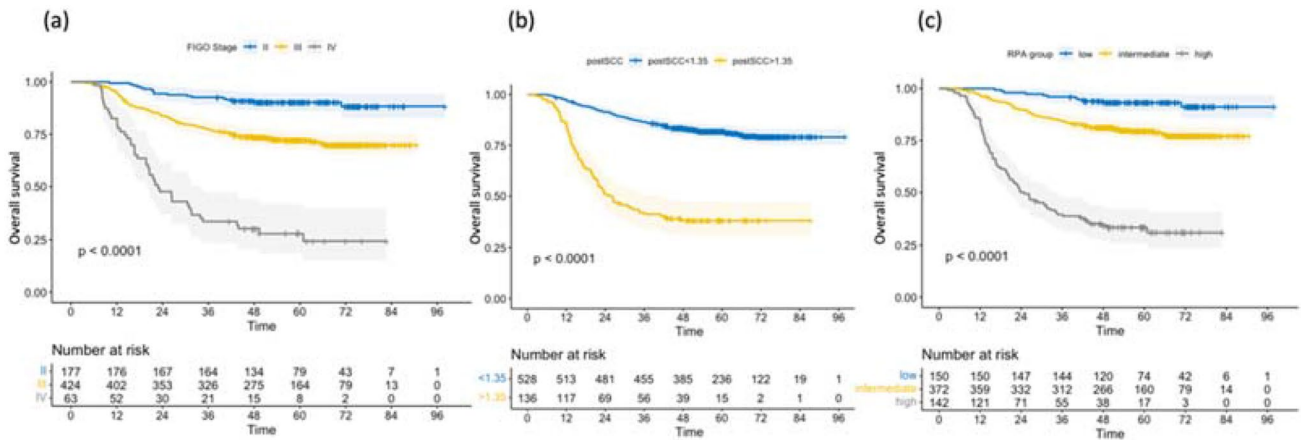 (a)
FIGO Stage II III IV
1.00
0.75
0.50
0.25
0.00
Overall survival
p < 0.0001
0 12 24 36 48 60 72 84 96
Time
Number at risk
II 177 176 167 164 134 79 43 7 1
III 424 402 353 326 275 164 79 13 0
IV 63 52 30 21 15 8 2 0 0
0 12 24 36 48 60 72 84 96
Time
(b)
postSCC postSCC<1.35 postSCC>1.35
1.00
0.75
0.50
0.25
0.00
Overall survival
p < 0.0001
0 12 24 36 48 60 72 84 96
Time
Number at risk
<1.35 528 513 481 455 385 236 122 19 1
>1.35 136 117 69 56 39 15 2 1 0
0 12 24 36 48 60 72 84 96
Time
(c)
RPA group low intermediate high
1.00
0.75
0.50
0.25
0.00
Overall survival
p < 0.0001
0 12 24 36 48 60 72 84 96
Time
Number at risk
low 150 150 147 144 120 74 42 6 1
intermediate 372 359 332 312 266 160 79 14 0
high 142 121 71 55 38 17 3 0 0
0 12 24 36 48 60 72 84 96
Time